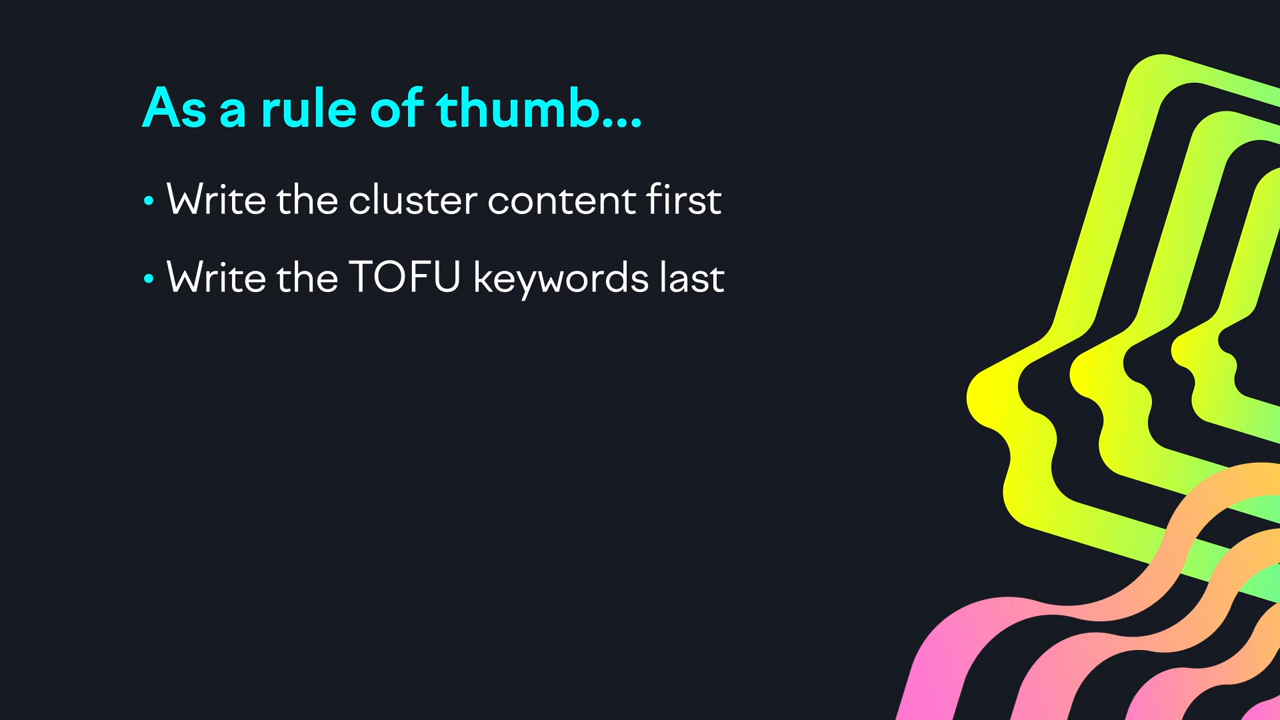 As a rule of thumb...
• Write the cluster content first
• Write the TOFU keywords last